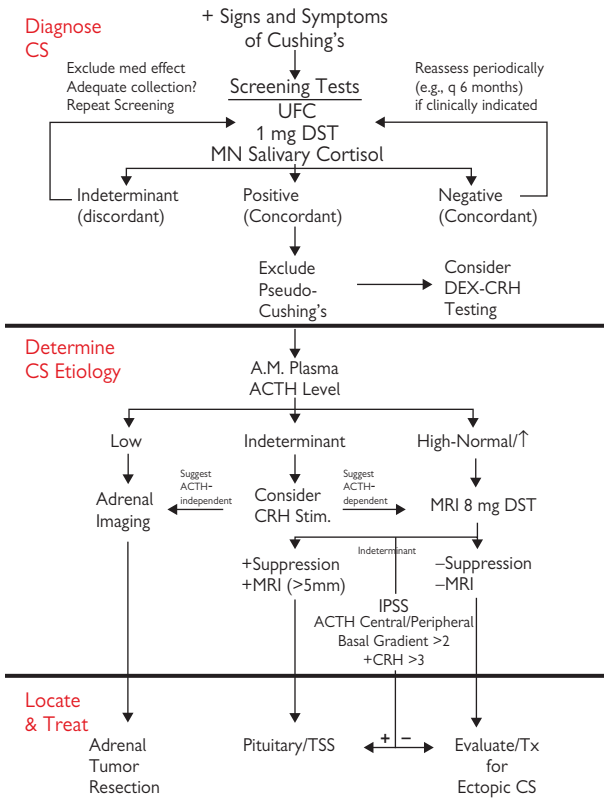 Diagnose
CS
+ Signs and Symptoms
of Cushing's
Exclude med effect
Adequate collection?
Repeat Screening
Screening Tests
UFC
1 mg DST
MN Salivary Cortisol
Reassess periodically
(e.g., q 6 months)
if clinically indicated
Indeterminant
(discordant)
Positive
(Concordant)
Negative
(Concordant)
Exclude
Pseudo-
Cushing's
Consider
DEX-CRH
Testing
Determine
CS Etiology
A.M. Plasma
ACTH Level
Low
Indeterminant
High-Normal/↑
Adrenal
Imaging
Suggest
ACTH-
independent
Consider
CRH Stim.
Suggest
ACTH-
dependent
MRI 8 mg DST
Indeterminant
+Suppression
+MRI (>5mm)
–Suppression
–MRI
IPSS
ACTH Central/Peripheral
Basal Gradient >2
+CRH >3
Locate
& Treat
Adrenal
Tumor
Resection
Pituitary/TSS
+ –
Evaluate/Tx
for
Ectopic CS